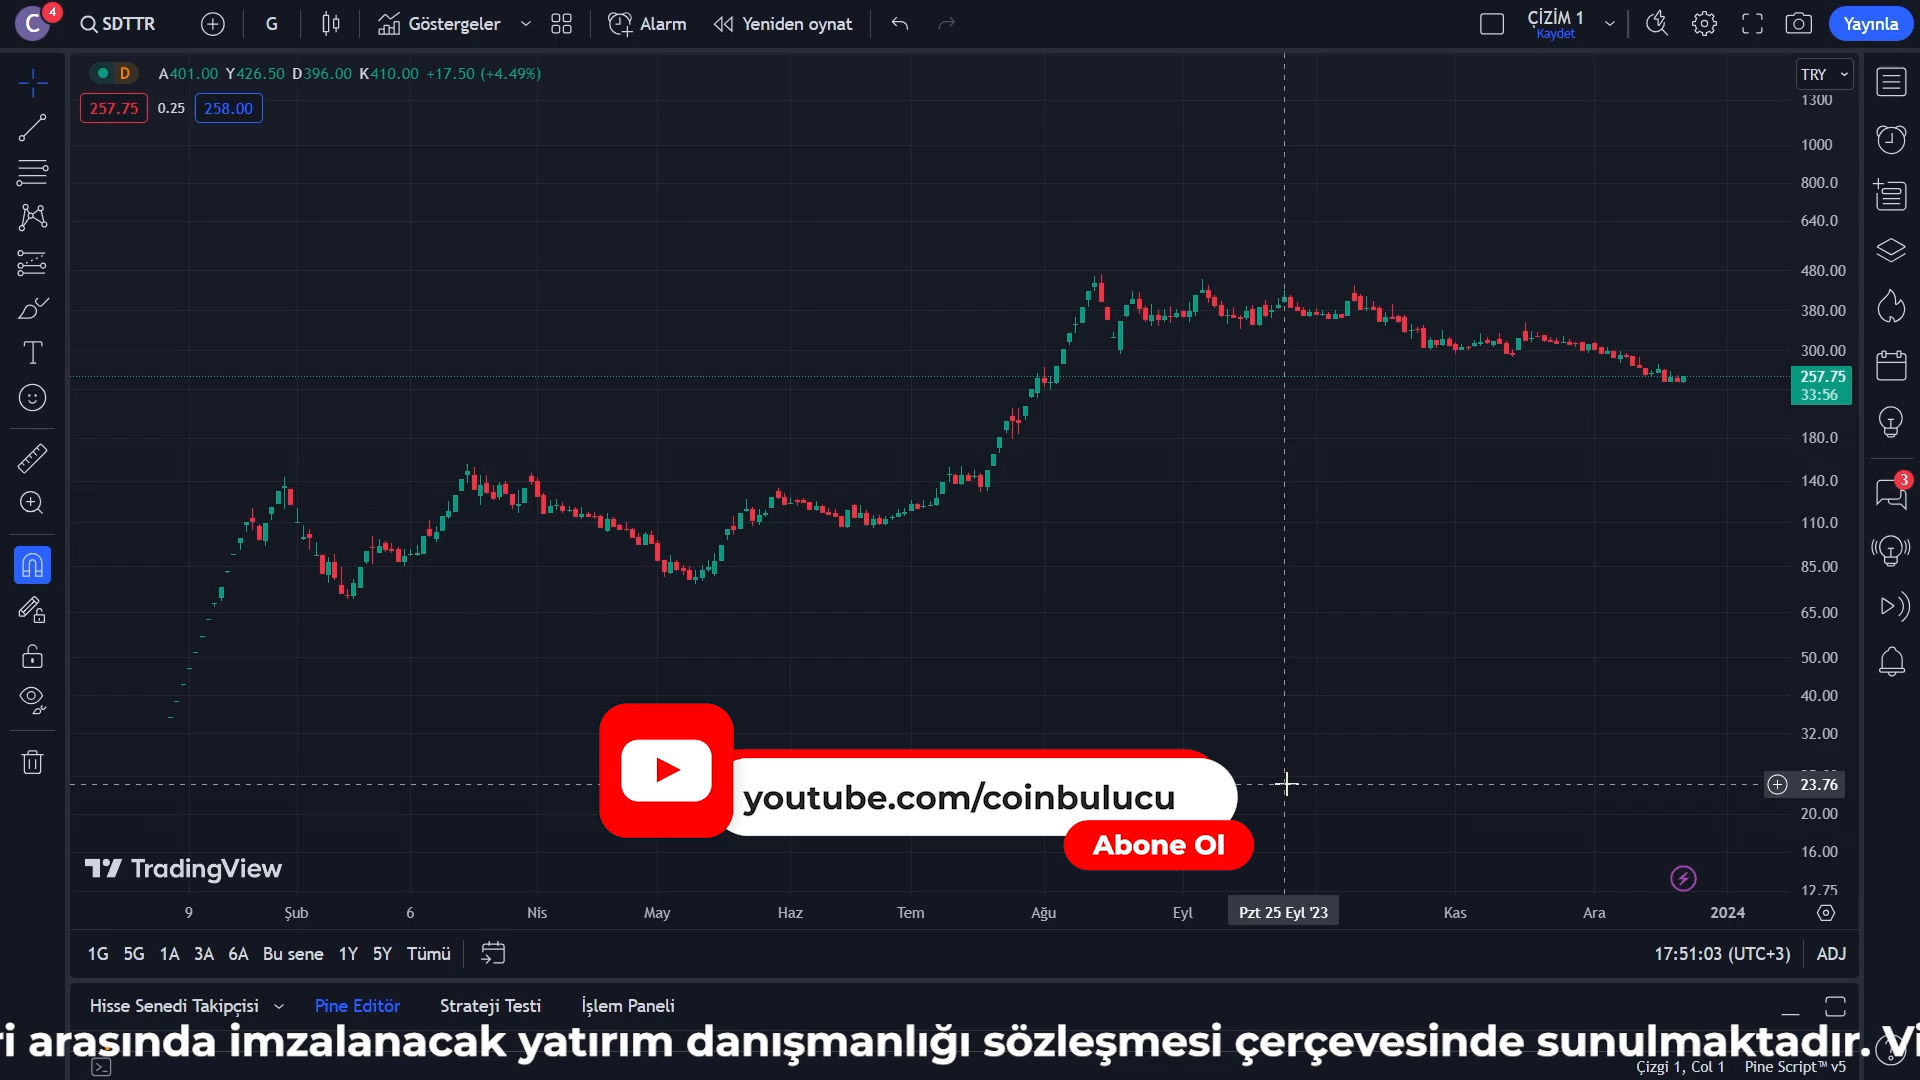 C 4 SDTTR G Göstergeler Alarm Yeniden oynat ÇİZİM 1 Kaydet Yayınla
D A401.00 Y426.50 D396.00 K410.00 +17.50 (+4.49%)
257.75 0.25 258.00
TRY
1300
1000
800.0
640.0
480.00
380.00
300.00
257.75
33:56
180.0
140.0
110.0
85.00
65.00
50.00
40.00
32.00
23.76
20.00
16.00
12.75
3
youtube.com/coinbulucu
Abone Ol
TradingView
9 Şub 6 Nis May Haz Tem Ağu Eyl Pzt 25 Eyl '23 Kas Ara 2024
1G 5G 1A 3A 6A Bu sene 1Y 5Y Tümü 17:51:03 (UTC+3) ADJ
Hisse Senedi Takipçisi Pine Editör Strateji Testi İşlem Paneli
ri arasında imzalanacak yatırım danışmanlığı sözleşmesi çerçevesinde sunulmaktadır. Yi
Çizgi 1, Col 1 Pine Script™ v5